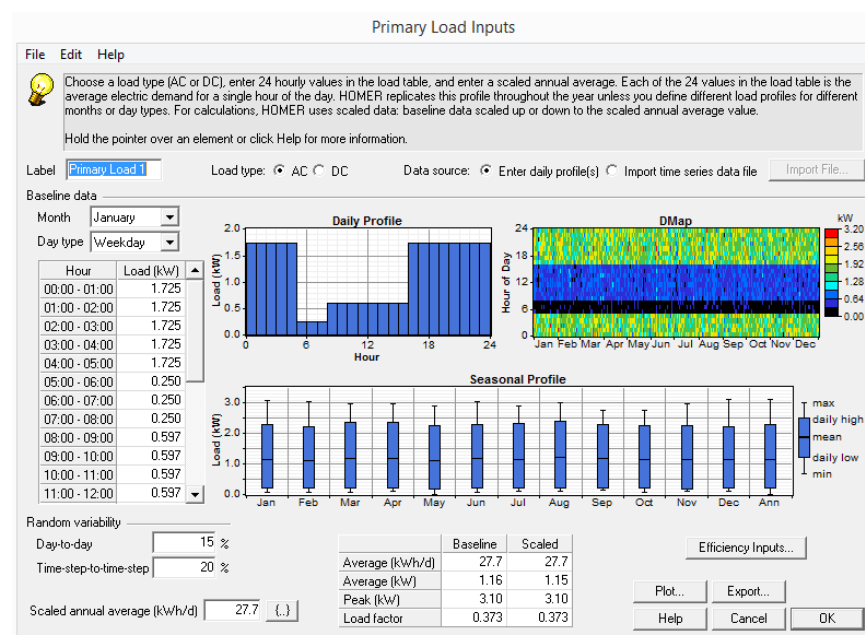 Primary Load Inputs
File Edit Help
Choose a load type (AC or DC), enter 24 hourly values in the load table, and enter a scaled annual average. Each of the 24 values in the load table is the
average electric demand for a single hour of the day. HOMER replicates this profile throughout the year unless you define different load profiles for different
months or day types. For calculations, HOMER uses scaled data: baseline data scaled up or down to the scaled annual average value.
Hold the pointer over an element or click Help for more information.
Label Primary Load 1 Load type: AC DC Data source: Enter daily profile(s) Import time series data file Import File...
Baseline data
Month January
Day type Weekday
Hour Load (kW)
00:00 - 01:00 1.725
01:00 - 02:00 1.725
02:00 - 03:00 1.725
03:00 - 04:00 1.725
04:00 - 05:00 1.725
05:00 - 06:00 0.250
06:00 - 07:00 0.250
07:00 - 08:00 0.250
08:00 - 09:00 0.597
09:00 - 10:00 0.597
10:00 - 11:00 0.597
11:00 - 12:00 0.597
Daily Profile
Load (kW)
2.0
1.5
1.0
0.5
0.0
0 6 12 18 24
Hour
DMap
Hour of Day
24
18
12
6
0
Jan Feb Mar Apr May Jun Jul Aug Sep Oct Nov Dec
kW
3.20
2.56
1.92
1.28
0.64
0.00
Seasonal Profile
Load (kW)
3.0
2.0
1.0
0.0
Jan Feb Mar Apr May Jun Jul Aug Sep Oct Nov Dec Ann
max
daily high
mean
daily low
min
Random variability
Day-to-day 15 %
Time-step-to-time-step 20 %
Scaled annual average (kWh/d) 27.7 {..}
Baseline Scaled
Average (kWh/d) 27.7 27.7
Average (kW) 1.16 1.15
Peak (kW) 3.10 3.10
Load factor 0.373 0.373
Efficiency Inputs...
Plot... Export...
Help Cancel OK